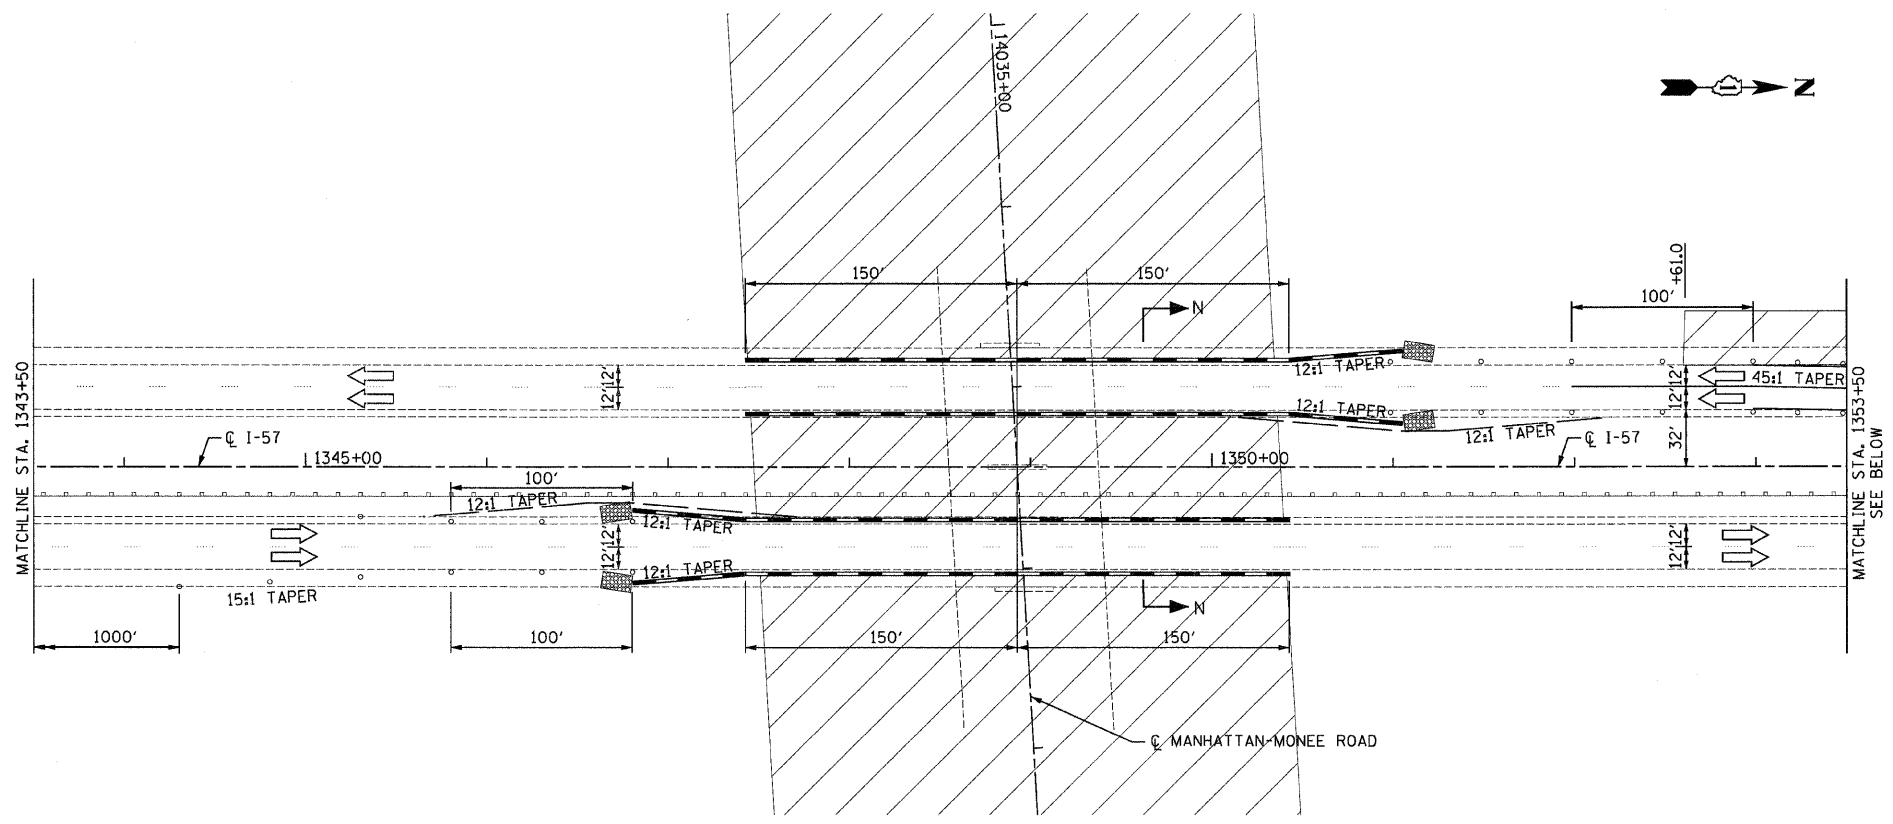 14035+00
N
150'
150'
N
+61.0
100'
MATCHLINE STA. 1343+50
12'
12'
12:1 TAPER
12:1 TAPER
12:1 TAPER
12'
12'
45:1 TAPER
32'
℄ I-57
1345+00
1350+00
℄ I-57
MATCHLINE STA. 1353+50
SEE BELOW
100'
12:1 TAPER
12:1 TAPER
12'
12'
12:1 TAPER
12'
12'
15:1 TAPER
N
1000'
100'
150'
150'
℄ MANHATTAN-MONEE ROAD